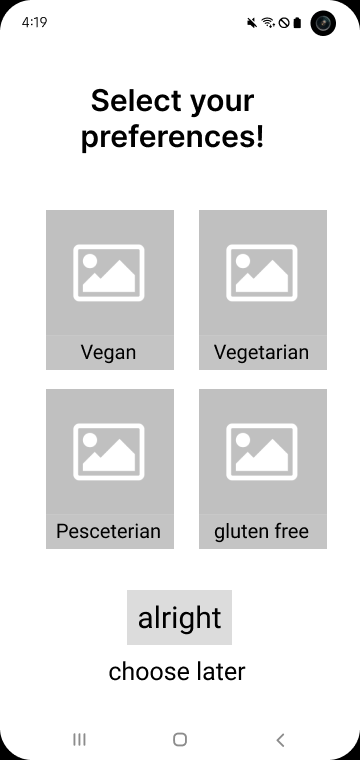 4:19
Select your
preferences!
Vegan
Vegetarian
Pesceterian
gluten free
alright
choose later